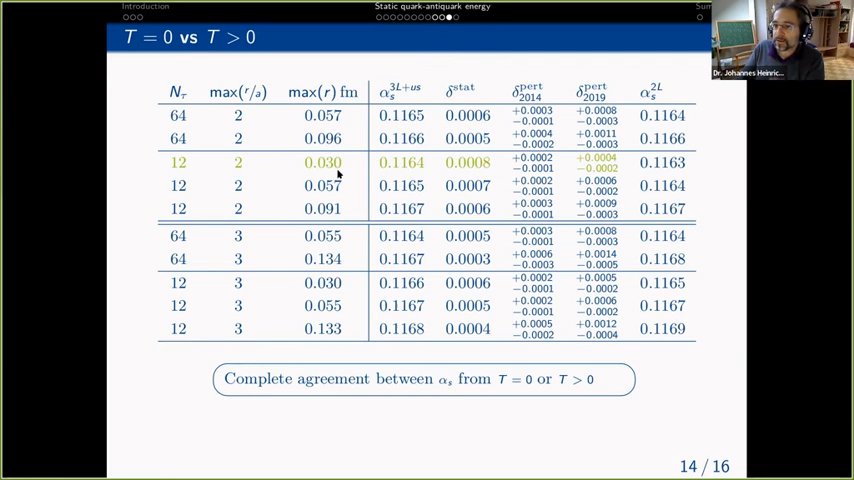 Introduction Static quark-antiquark energy Sum
T = 0 vs T > 0
Dr. Johannes Heinric...
Nτ max(r/a) max(r) fm αs^3L+us δ^stat δ^pert_2014 δ^pert_2019 αs^2L
64 2 0.057 0.1165 0.0006 +0.0003 −0.0001 +0.0008 −0.0003 0.1164
64 2 0.096 0.1166 0.0005 +0.0004 −0.0002 +0.0011 −0.0003 0.1166
12 2 0.030 0.1164 0.0008 +0.0002 −0.0001 +0.0004 −0.0002 0.1163
12 2 0.057 0.1165 0.0007 +0.0002 −0.0001 +0.0006 −0.0002 0.1164
12 2 0.091 0.1167 0.0006 +0.0003 −0.0001 +0.0009 −0.0003 0.1167
64 3 0.055 0.1164 0.0005 +0.0003 −0.0001 +0.0008 −0.0003 0.1164
64 3 0.134 0.1167 0.0003 +0.0006 −0.0003 +0.0014 −0.0005 0.1168
12 3 0.030 0.1166 0.0006 +0.0002 −0.0001 +0.0005 −0.0002 0.1165
12 3 0.055 0.1167 0.0005 +0.0002 −0.0001 +0.0006 −0.0002 0.1167
12 3 0.133 0.1168 0.0004 +0.0005 −0.0002 +0.0012 −0.0004 0.1169
Complete agreement between αs from T = 0 or T > 0
14 / 16